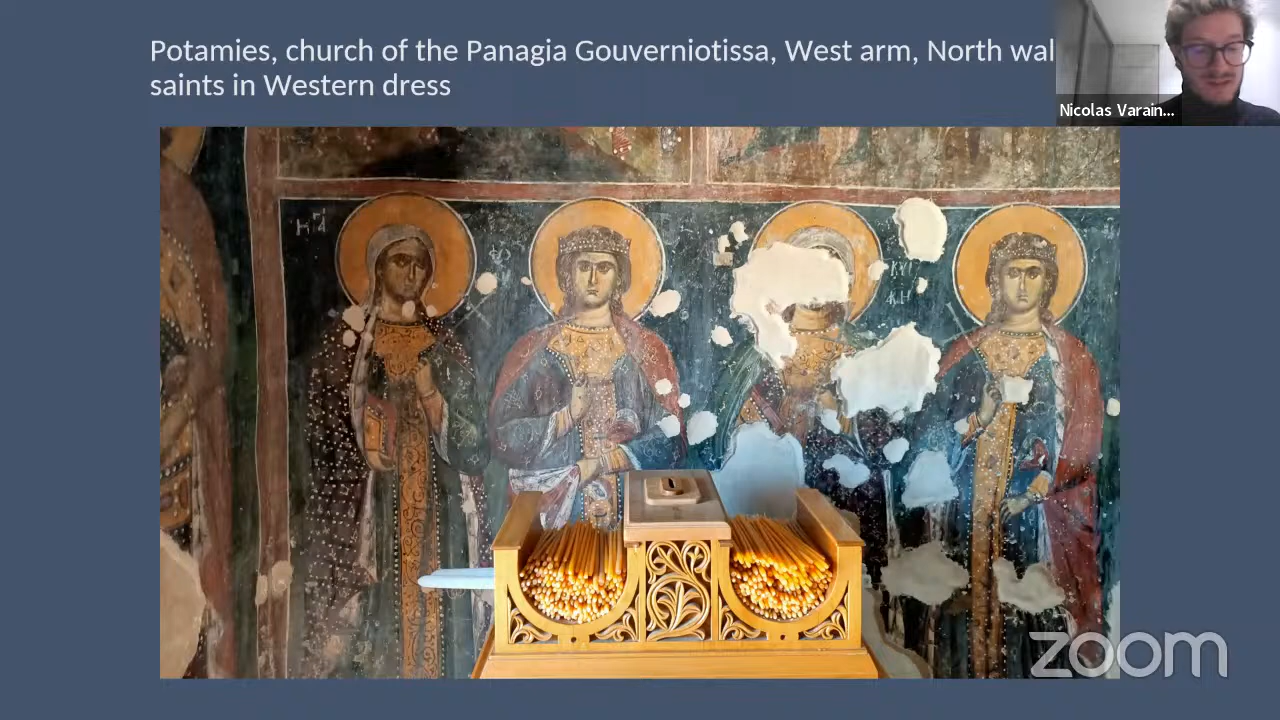 Potamies, church of the Panagia Gouverniotissa, West arm, North wal
saints in Western dress
Nicolas Varain...
zoom